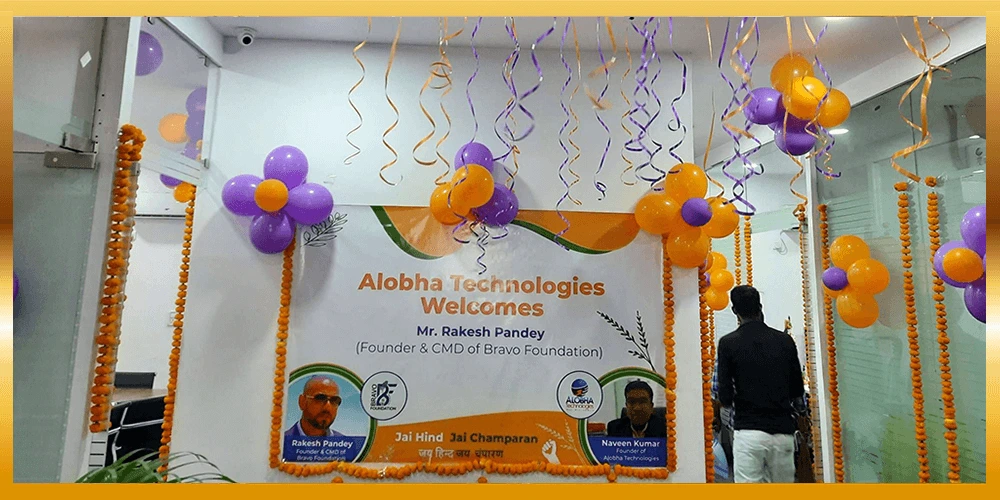 Alobha Technologies
Welcomes
Mr. Rakesh Pandey
(Founder & CMD of Bravo Foundation)
BRAVO
FOUNDATION
ALOBHA
Technologies
Rakesh Pandey
Founder & CMD of
Bravo Foundation
Jai Hind Jai Champaran
जय हिन्द जय चंपारण
Naveen Kumar
Founder of
Alobha Technologies